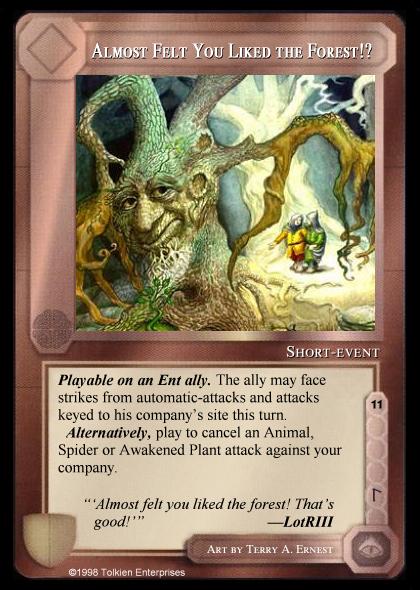 Almost Felt You Liked the Forest!?
Short-event
Playable on an Ent ally. The ally may face
strikes from automatic-attacks and attacks
keyed to his company's site this turn.
Alternatively, play to cancel an Animal,
Spider or Awakened Plant attack against your
company.
11
"'Almost felt you liked the forest! That's
good!'" —LotRIII
Art by Terry A. Ernest
©1998 Tolkien Enterprises